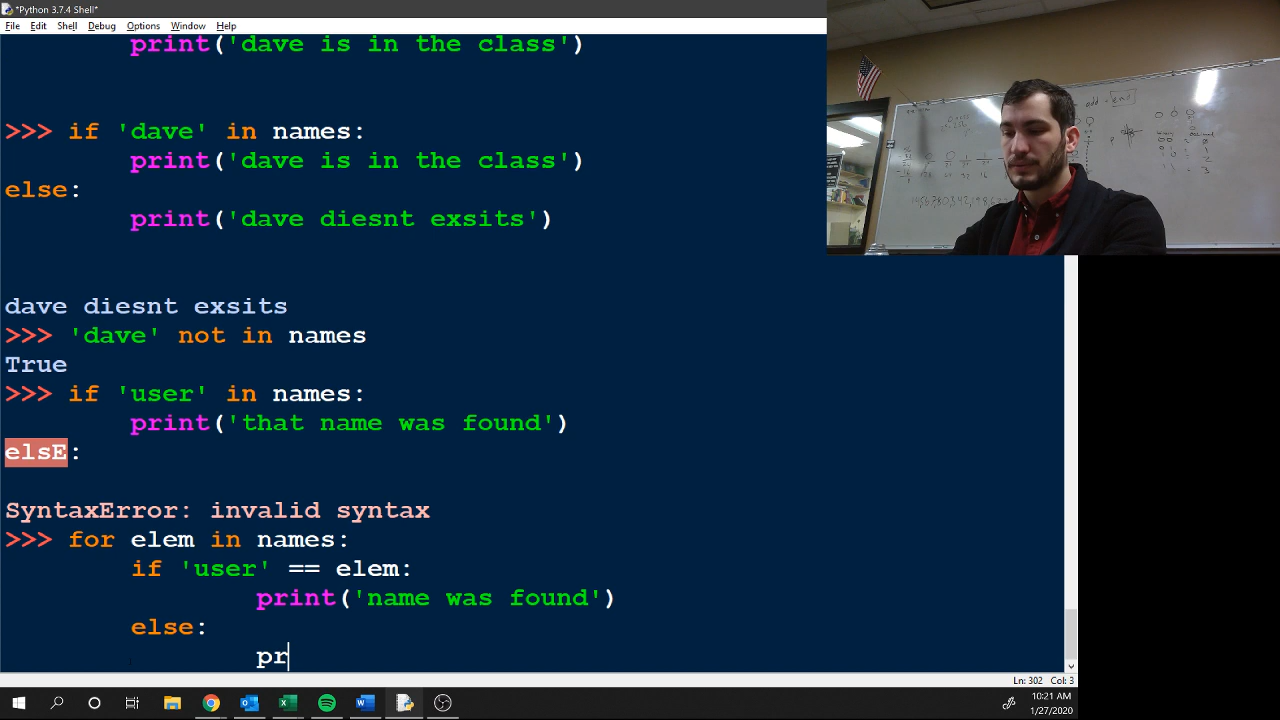 *Python 3.7.4 Shell*
File Edit Shell Debug Options Window Help
print('dave is in the class')
>>> if 'dave' in names:
print('dave is in the class')
else:
print('dave diesnt exsits')
dave diesnt exsits
>>> 'dave' not in names
True
>>> if 'user' in names:
print('that name was found')
elsE:
SyntaxError: invalid syntax
>>> for elem in names:
if 'user' == elem:
print('name was found')
else:
pr
Ln: 302 Col: 3
10:21 AM
1/27/2020
add
end